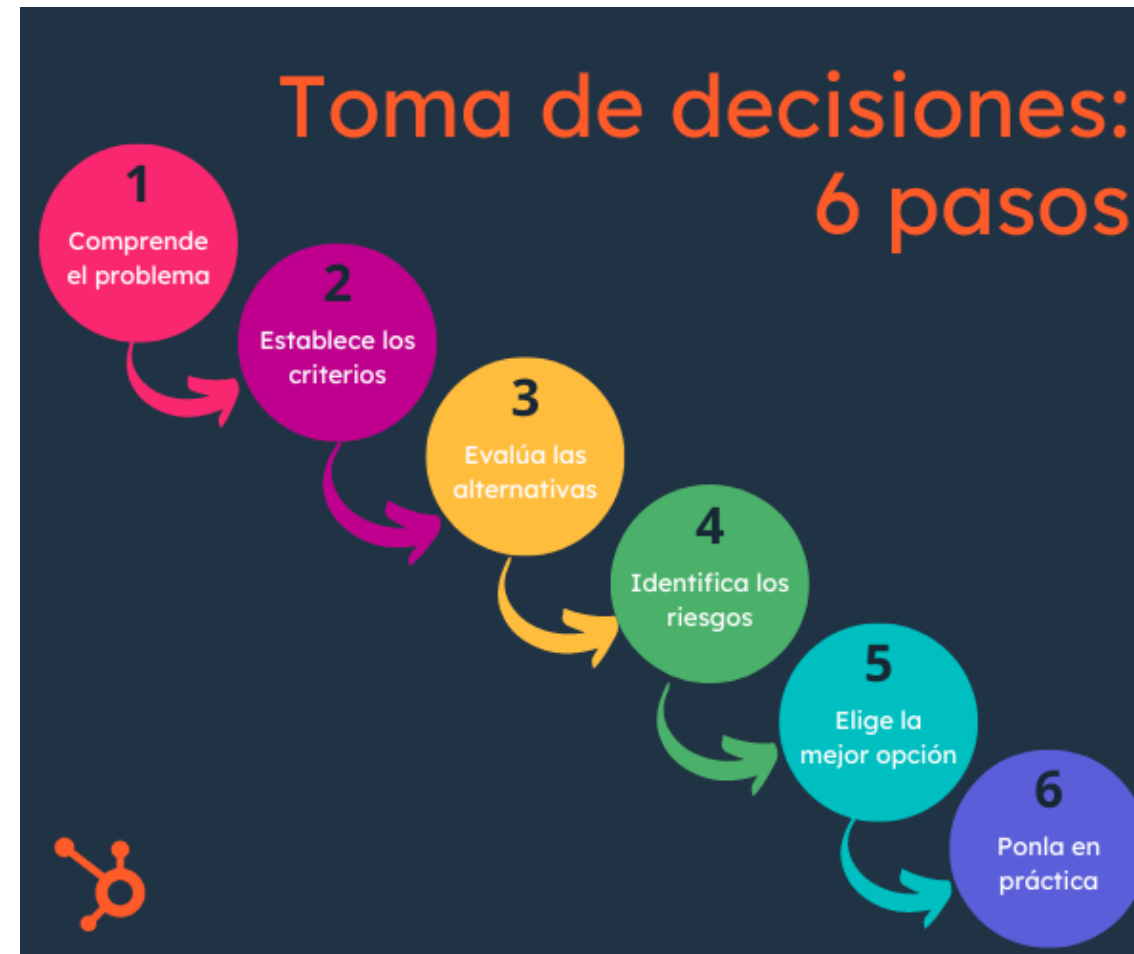 Toma de decisiones:
6 pasos
1
Comprende
el problema
2
Establece los
criterios
3
Evalúa las
alternativas
4
Identifica los
riesgos
5
Elige la
mejor opción
6
Ponla en
práctica